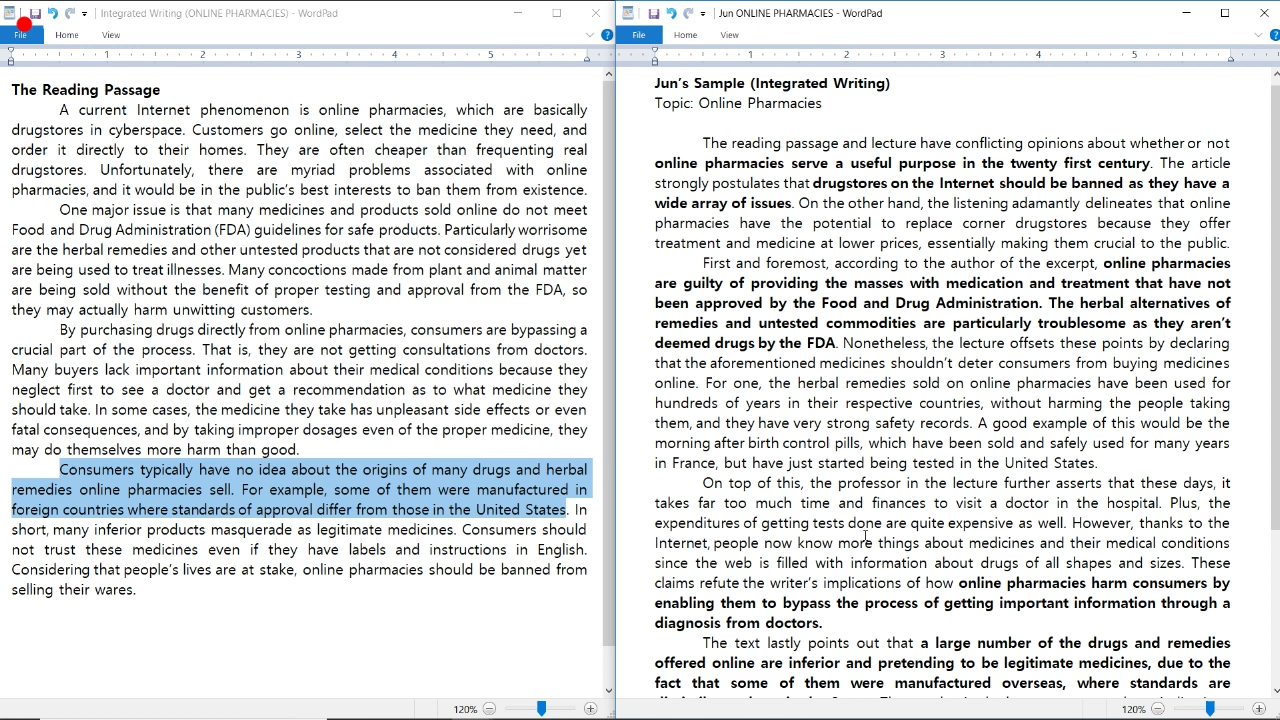 Integrated Writing (ONLINE PHARMACIES) - WordPad
File Home View
1 2 3 4 5
The Reading Passage
A current Internet phenomenon is online pharmacies, which are basically
drugstores in cyberspace. Customers go online, select the medicine they need, and
order it directly to their homes. They are often cheaper than frequenting real
drugstores. Unfortunately, there are myriad problems associated with online
pharmacies, and it would be in the public's best interests to ban them from existence.
One major issue is that many medicines and products sold online do not meet
Food and Drug Administration (FDA) guidelines for safe products. Particularly worrisome
are the herbal remedies and other untested products that are not considered drugs yet
are being used to treat illnesses. Many concoctions made from plant and animal matter
are being sold without the benefit of proper testing and approval from the FDA, so
they may actually harm unwitting customers.
By purchasing drugs directly from online pharmacies, consumers are bypassing a
crucial part of the process. That is, they are not getting consultations from doctors.
Many buyers lack important information about their medical conditions because they
neglect first to see a doctor and get a recommendation as to what medicine they
should take. In some cases, the medicine they take has unpleasant side effects or even
fatal consequences, and by taking improper dosages even of the proper medicine, they
may do themselves more harm than good.
Consumers typically have no idea about the origins of many drugs and herbal
remedies online pharmacies sell. For example, some of them were manufactured in
foreign countries where standards of approval differ from those in the United States. In
short, many inferior products masquerade as legitimate medicines. Consumers should
not trust these medicines even if they have labels and instructions in English.
Considering that people's lives are at stake, online pharmacies should be banned from
selling their wares.
120%
Jun ONLINE PHARMACIES - WordPad
File Home View
1 2 3 4 5
Jun's Sample (Integrated Writing)
Topic: Online Pharmacies
The reading passage and lecture have conflicting opinions about whether or not
online pharmacies serve a useful purpose in the twenty first century. The article
strongly postulates that drugstores on the Internet should be banned as they have a
wide array of issues. On the other hand, the listening adamantly delineates that online
pharmacies have the potential to replace corner drugstores because they offer
treatment and medicine at lower prices, essentially making them crucial to the public.
First and foremost, according to the author of the excerpt, online pharmacies
are guilty of providing the masses with medication and treatment that have not
been approved by the Food and Drug Administration. The herbal alternatives of
remedies and untested commodities are particularly troublesome as they aren't
deemed drugs by the FDA. Nonetheless, the lecture offsets these points by declaring
that the aforementioned medicines shouldn't deter consumers from buying medicines
online. For one, the herbal remedies sold on online pharmacies have been used for
hundreds of years in their respective countries, without harming the people taking
them, and they have very strong safety records. A good example of this would be the
morning after birth control pills, which have been sold and safely used for many years
in France, but have just started being tested in the United States.
On top of this, the professor in the lecture further asserts that these days, it
takes far too much time and finances to visit a doctor in the hospital. Plus, the
expenditures of getting tests done are quite expensive as well. However, thanks to the
Internet, people now know more things about medicines and their medical conditions
since the web is filled with information about drugs of all shapes and sizes. These
claims refute the writer's implications of how online pharmacies harm consumers by
enabling them to bypass the process of getting important information through a
diagnosis from doctors.
The text lastly points out that a large number of the drugs and remedies
offered online are inferior and pretending to be legitimate medicines, due to the
fact that some of them were manufactured overseas, where standards are
120%